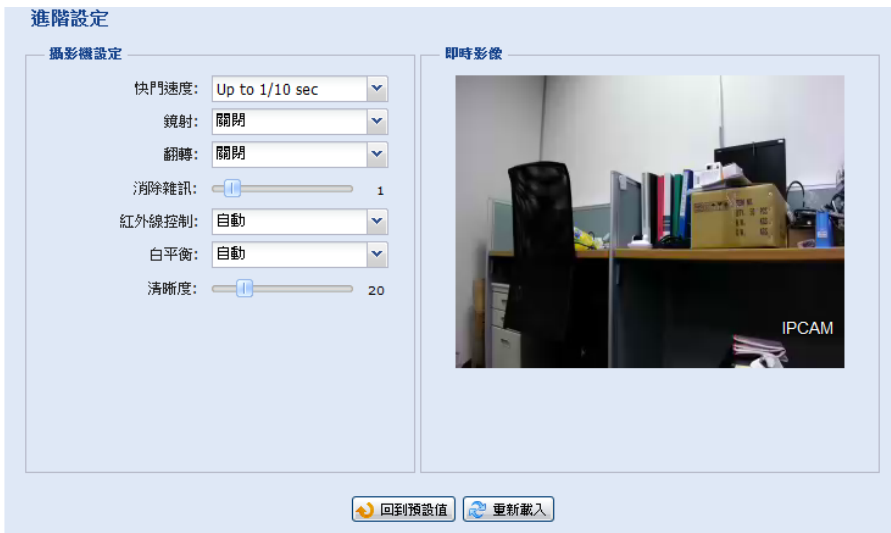 進階設定
攝影機設定
快門速度: Up to 1/10 sec
鏡射: 關閉
翻轉: 關閉
消除雜訊: 1
紅外線控制: 自動
白平衡: 自動
清晰度: 20
即時影像
IPCAM
回到預設值
重新載入